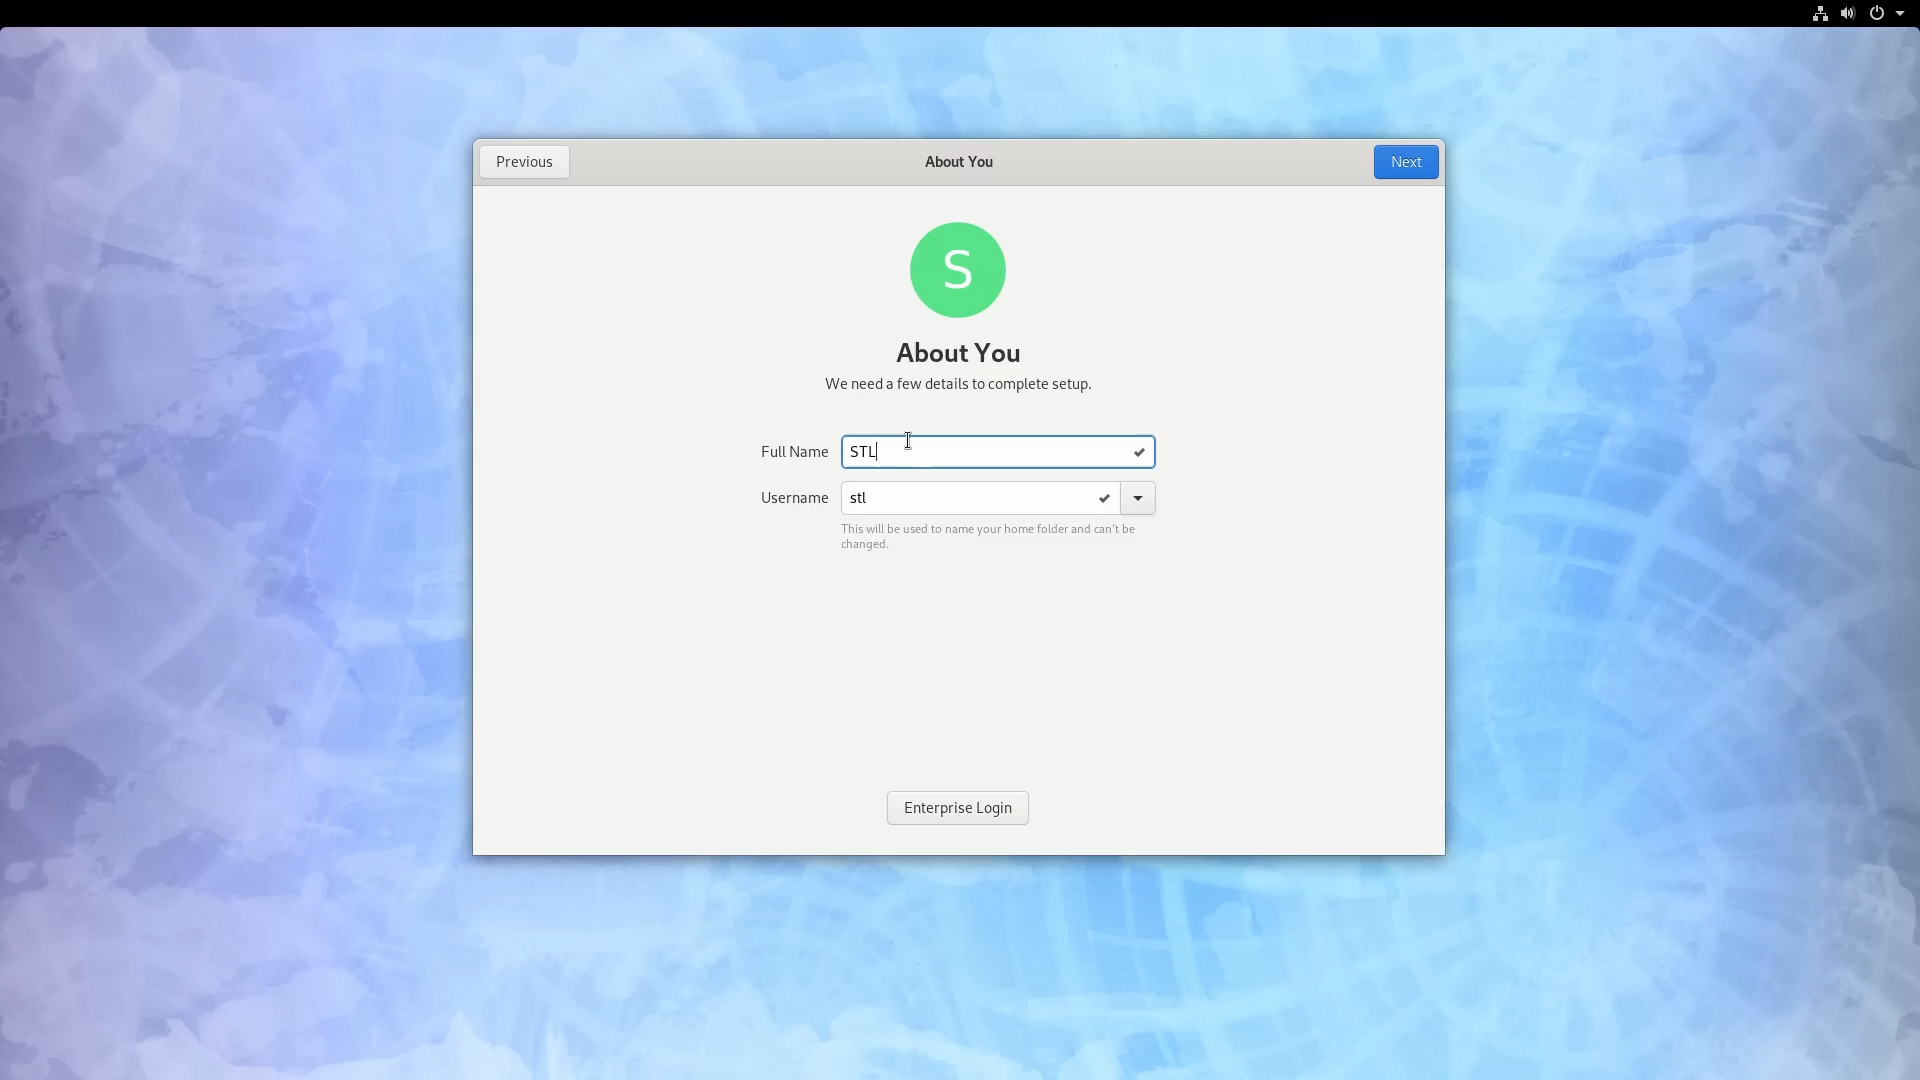 Previous
About You
Next
S
About You
We need a few details to complete setup.
Full Name
STL
Username
stl
This will be used to name your home folder and can't be
changed.
Enterprise Login